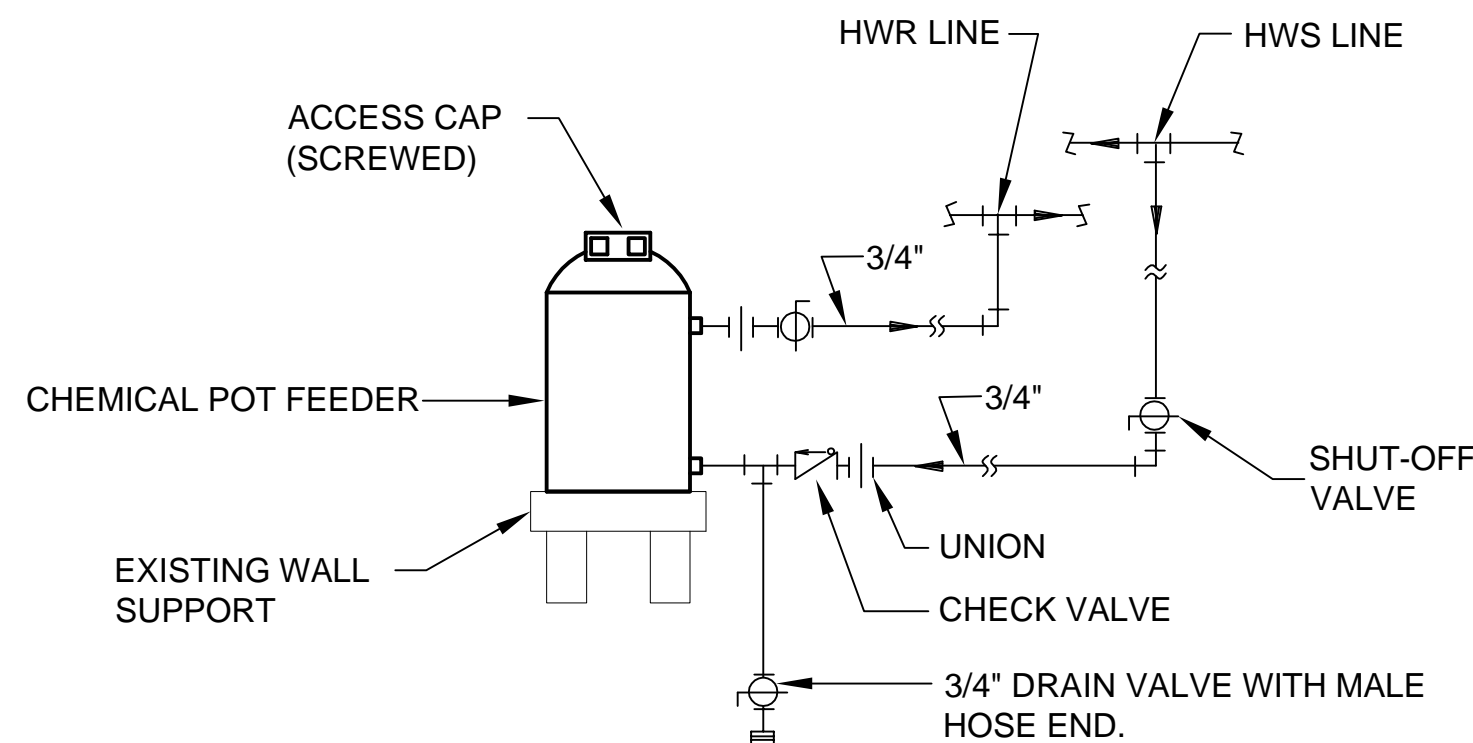 HWR LINE
HWS LINE
ACCESS CAP
(SCREWED)
3/4"
CHEMICAL POT FEEDER
3/4"
SHUT-OFF
VALVE
UNION
EXISTING WALL
SUPPORT
CHECK VALVE
3/4" DRAIN VALVE WITH MALE
HOSE END.